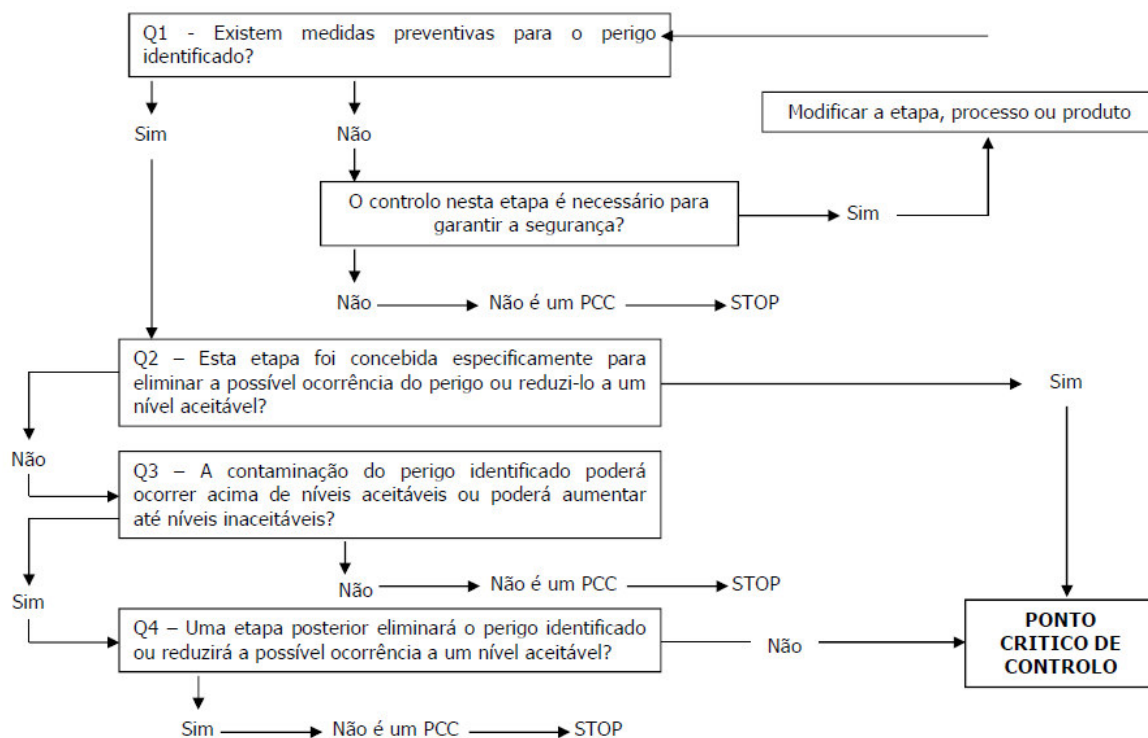 Q1 - Existem medidas preventivas para o perigo
identificado?
Modificar a etapa, processo ou produto
Sim
Não
O controlo nesta etapa é necessário para
garantir a segurança?
Sim
Não
Não é um PCC
STOP
Q2 – Esta etapa foi concebida especificamente para
eliminar a possível ocorrência do perigo ou reduzi-lo a um
nível aceitável?
Sim
Não
Q3 – A contaminação do perigo identificado poderá
ocorrer acima de níveis aceitáveis ou poderá aumentar
até níveis inaceitáveis?
Não
Não é um PCC
STOP
Sim
Q4 – Uma etapa posterior eliminará o perigo identificado
ou reduzirá a possível ocorrência a um nível aceitável?
Não
PONTO
CRITICO DE
CONTROLO
Sim
Não é um PCC
STOP